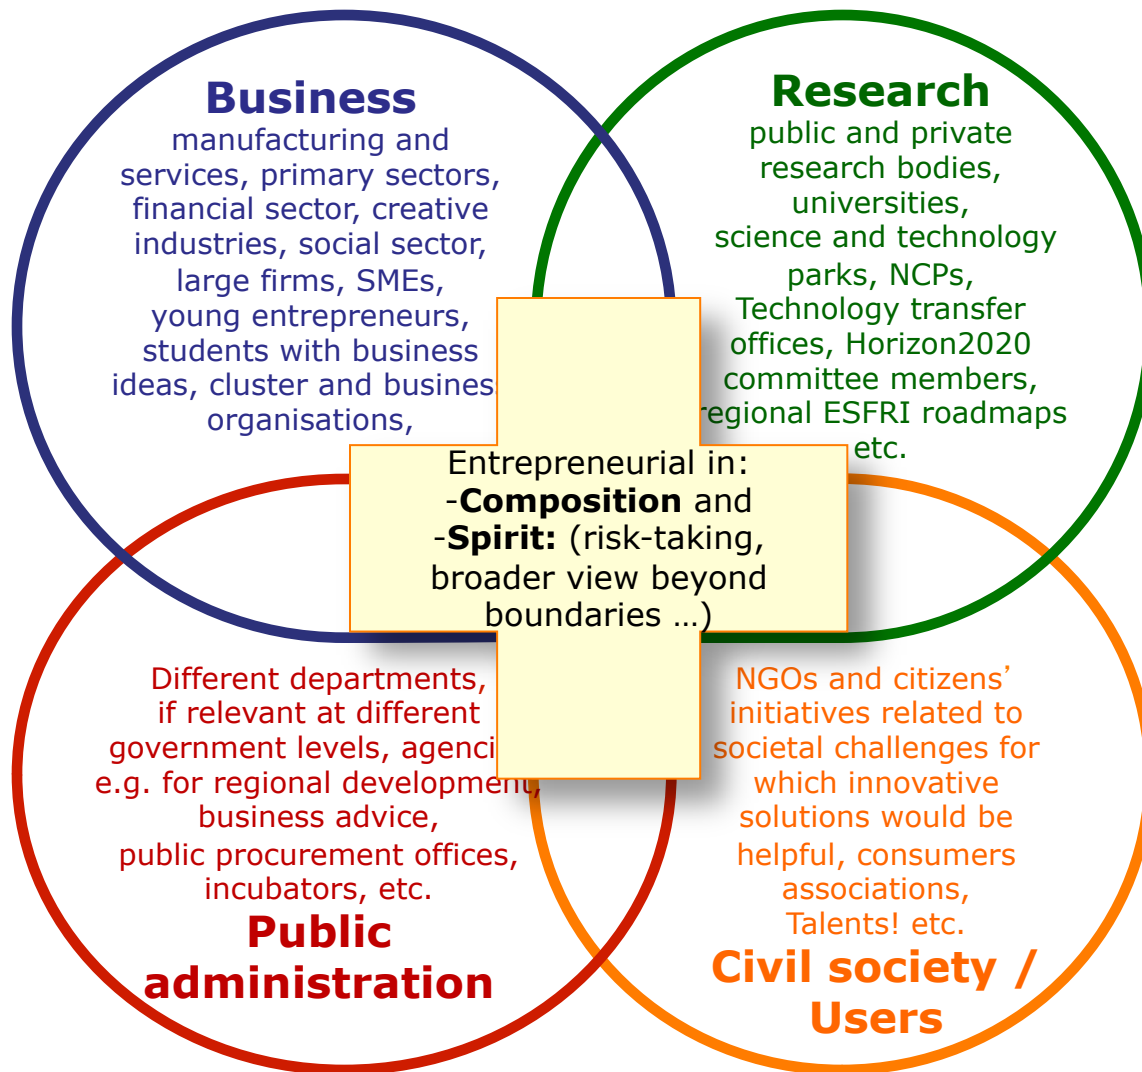 Business
manufacturing and
services, primary sectors,
financial sector, creative
industries, social sector,
large firms, SMEs,
young entrepreneurs,
students with business
ideas, cluster and busines
organisations,
Research
public and private
research bodies,
universities,
science and technology
parks, NCPs,
Technology transfer
offices, Horizon2020
committee members,
regional ESFRI roadmaps
etc.
Entrepreneurial in:
-Composition and
-Spirit: (risk-taking,
broader view beyond
boundaries …)
Different departments,
if relevant at different
government levels, agenci
e.g. for regional development,
business advice,
public procurement offices,
incubators, etc.
Public
administration
NGOs and citizens’
initiatives related to
societal challenges for
which innovative
solutions would be
helpful, consumers
associations,
Talents! etc.
Civil society /
Users